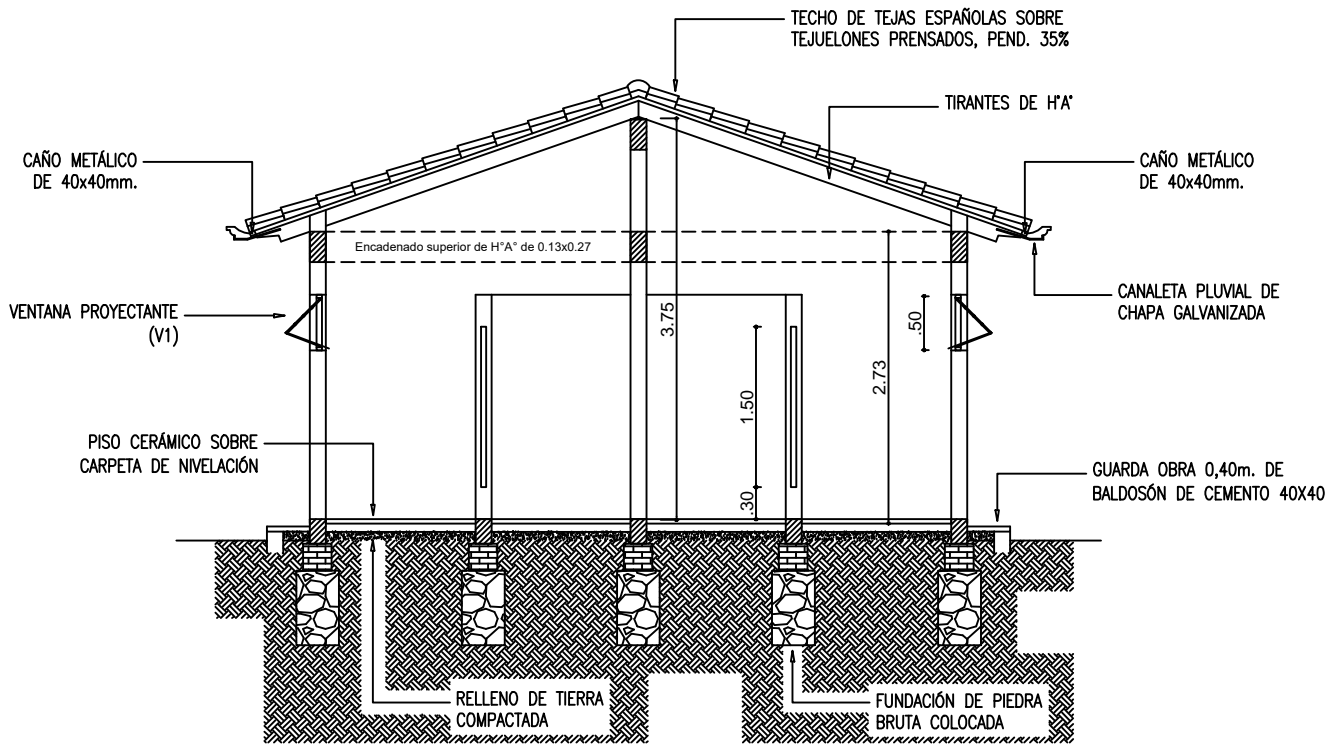 TECHO DE TEJAS ESPAÑOLAS SOBRE
TEJUELONES PRENSADOS, PEND. 35%
TIRANTES DE H°A°
CAÑO METÁLICO
DE 40x40mm.
CAÑO METÁLICO
DE 40x40mm.
Encadenado superior de H°A° de 0.13x0.27
CANALETA PLUVIAL DE
CHAPA GALVANIZADA
VENTANA PROYECTANTE
(V1)
3.75
.50
2.73
1.50
.30
PISO CERÁMICO SOBRE
CARPETA DE NIVELACIÓN
GUARDA OBRA 0,40m. DE
BALDOSÓN DE CEMENTO 40X40
RELLENO DE TIERRA
COMPACTADA
FUNDACIÓN DE PIEDRA
BRUTA COLOCADA